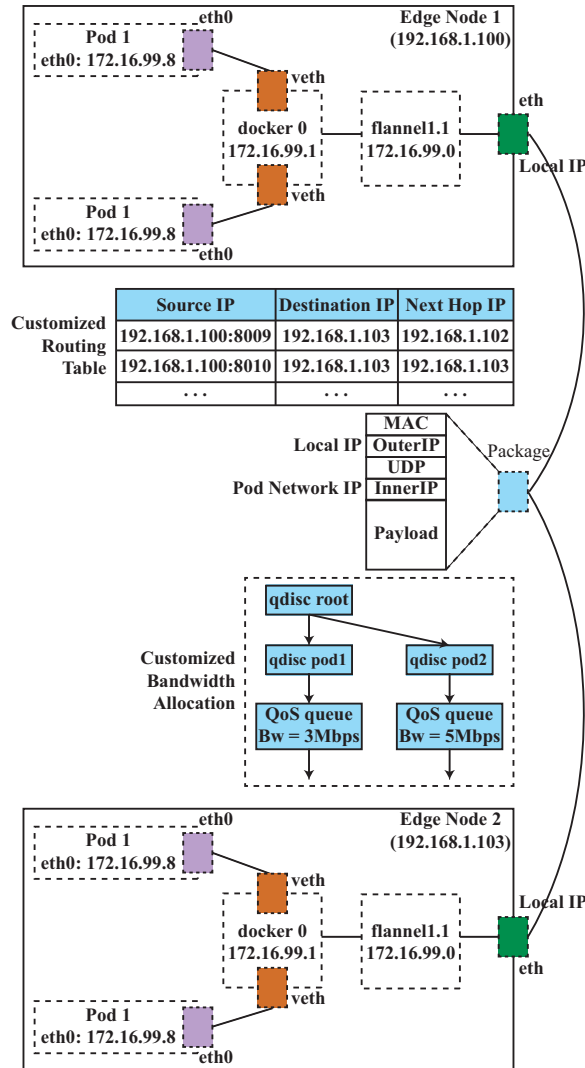 eth0
Edge Node 1
(192.168.1.100)
Pod 1
eth0: 172.16.99.8
veth
eth
docker 0
172.16.99.1
flannel1.1
172.16.99.0
Local IP
veth
Pod 1
eth0: 172.16.99.8
eth0
Customized
Routing
Table
Source IP Destination IP Next Hop IP
192.168.1.100:8009 192.168.1.103 192.168.1.102
192.168.1.100:8010 192.168.1.103 192.168.1.103
... ... ...
MAC
Local IP OuterIP
UDP
Pod Network IP InnerIP
Payload
Package
Customized
Bandwidth
Allocation
qdisc root
qdisc pod1 qdisc pod2
QoS queue
Bw = 3Mbps
QoS queue
Bw = 5Mbps
eth0
Edge Node 2
(192.168.1.103)
Pod 1
eth0: 172.16.99.8
veth
Local IP
docker 0
172.16.99.1
flannel1.1
172.16.99.0
eth
veth
Pod 1
eth0: 172.16.99.8
eth0